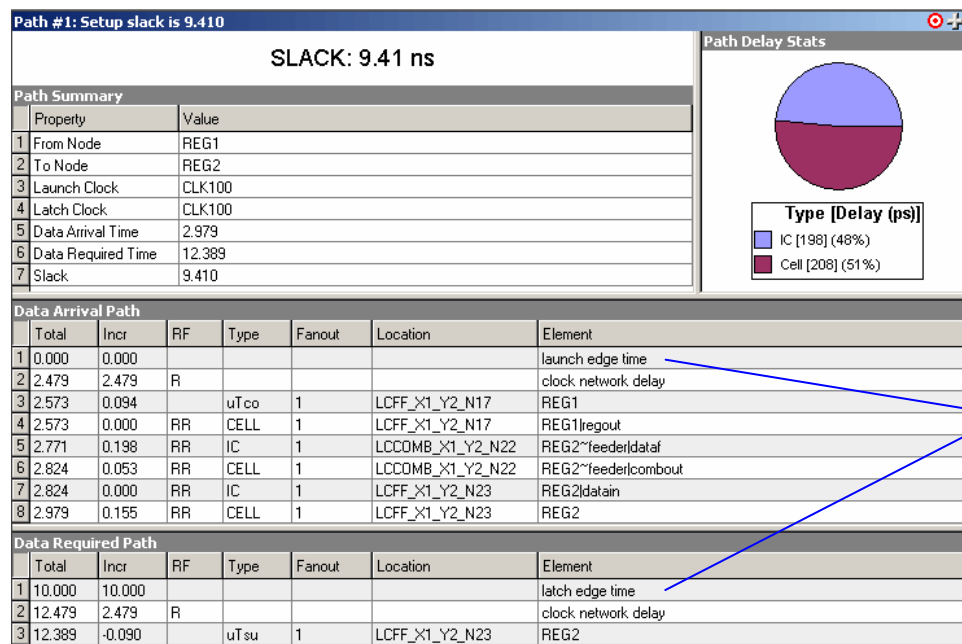 Path #1: Setup slack is 9.410
SLACK: 9.41 ns
Path Delay Stats
Type [Delay (ps)]
IC [198] (48%)
Cell [208] (51%)
Path Summary
Property Value
1 From Node REG1
2 To Node REG2
3 Launch Clock CLK100
4 Latch Clock CLK100
5 Data Arrival Time 2.979
6 Data Required Time 12.389
7 Slack 9.410
Data Arrival Path
Total Incr RF Type Fanout Location Element
1 0.000 0.000 launch edge time
2 2.479 2.479 R clock network delay
3 2.573 0.094 uTco 1 LCFF_X1_Y2_N17 REG1
4 2.573 0.000 RR CELL 1 LCFF_X1_Y2_N17 REG1|regout
5 2.771 0.198 RR IC 1 LCCOMB_X1_Y2_N22 REG2~feeder|dataf
6 2.824 0.053 RR CELL 1 LCCOMB_X1_Y2_N22 REG2~feeder|combout
7 2.824 0.000 RR IC 1 LCFF_X1_Y2_N23 REG2|datain
8 2.979 0.155 RR CELL 1 LCFF_X1_Y2_N23 REG2
Data Required Path
Total Incr RF Type Fanout Location Element
1 10.000 10.000 latch edge time
2 12.479 2.479 R clock network delay
3 12.389 -0.090 uTsu 1 LCFF_X1_Y2_N23 REG2